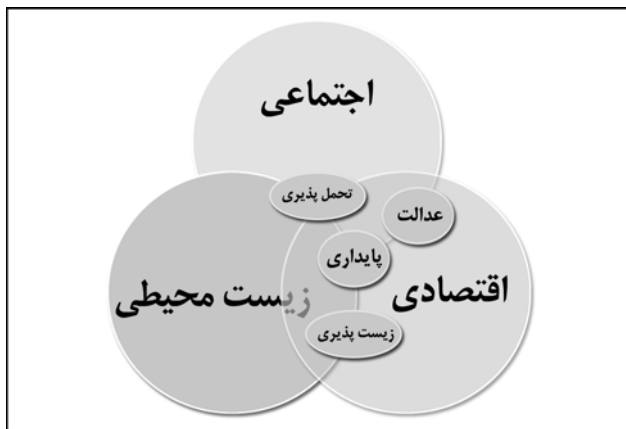 اجتماعی
تحمل پذیری
عدالت
پایداری
اقتصادی
زیست محیطی
زیست پذیری